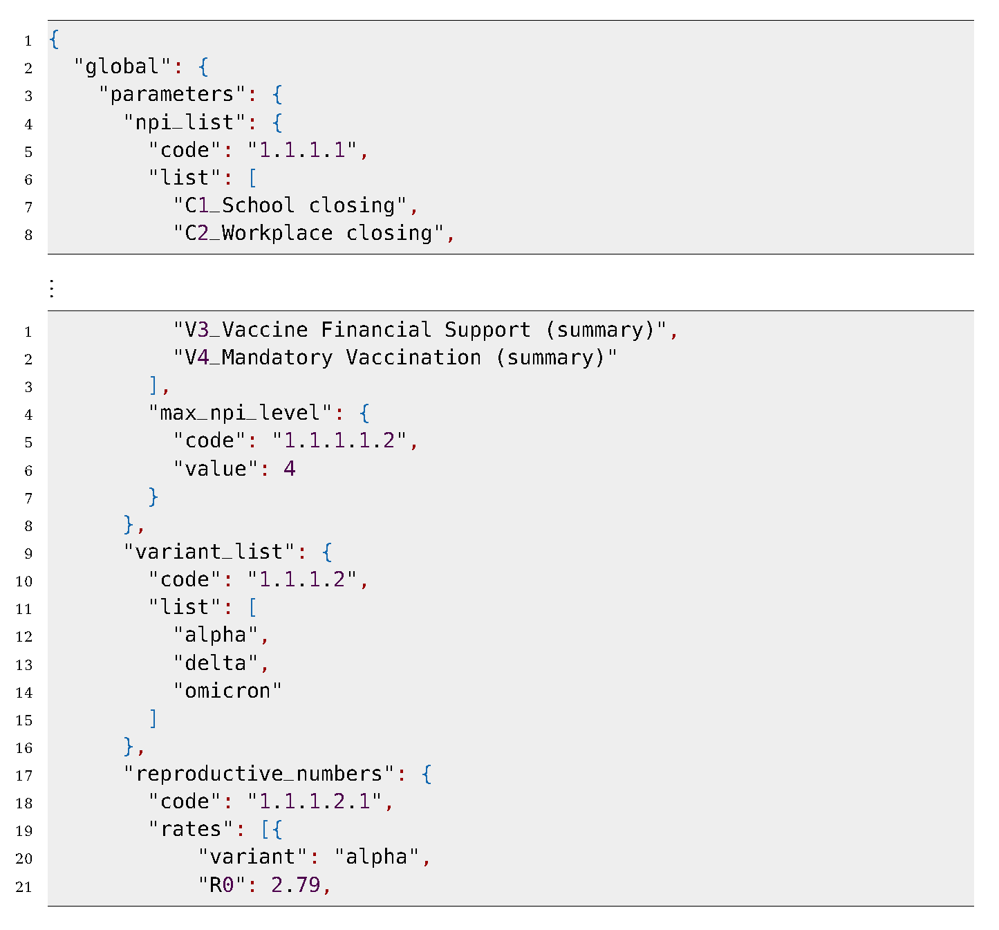 1 {
2   "global": {
3     "parameters": {
4       "npi_list": {
5         "code": "1.1.1.1",
6         "list": [
7           "C1_School closing",
8           "C2_Workplace closing",
⋮
1           "V3_Vaccine Financial Support (summary)",
2           "V4_Mandatory Vaccination (summary)"
3         ],
4         "max_npi_level": {
5           "code": "1.1.1.1.2",
6           "value": 4
7         }
8       },
9       "variant_list": {
10         "code": "1.1.1.2",
11         "list": [
12           "alpha",
13           "delta",
14           "omicron"
15         ]
16       },
17       "reproductive_numbers": {
18         "code": "1.1.1.2.1",
19         "rates": [{
20             "variant": "alpha",
21             "R0": 2.79,